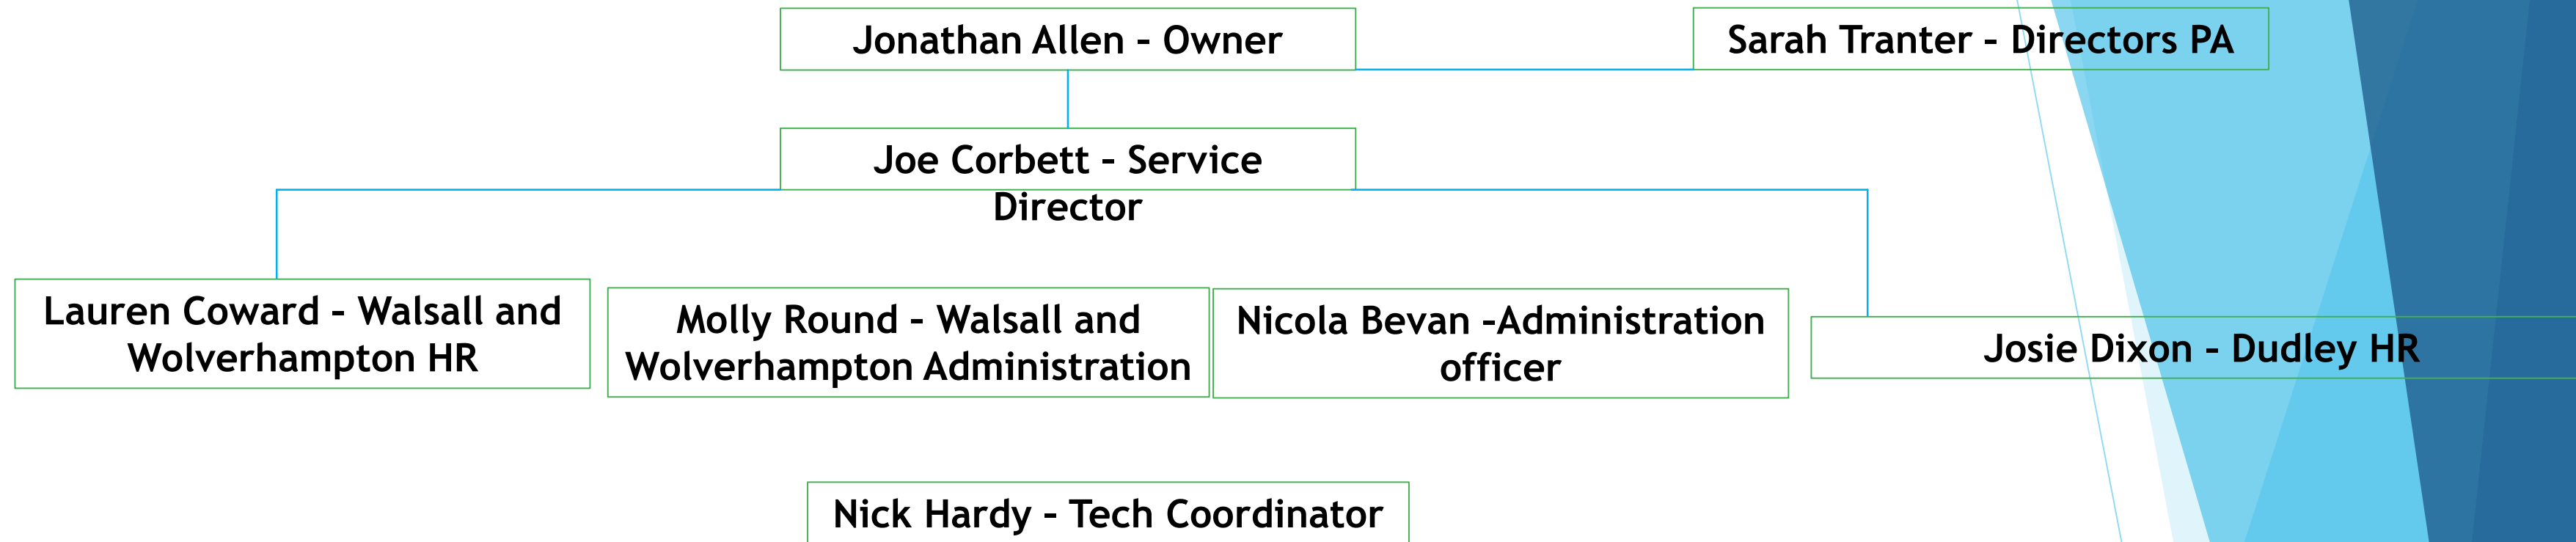 Jonathan Allen – Owner
Sarah Tranter – Directors PA
Joe Corbett – Service
Director
Lauren Coward – Walsall and
Wolverhampton HR
Molly Round – Walsall and
Wolverhampton Administration
Nicola Bevan –Administration
officer
Josie Dixon – Dudley HR
Nick Hardy – Tech Coordinator